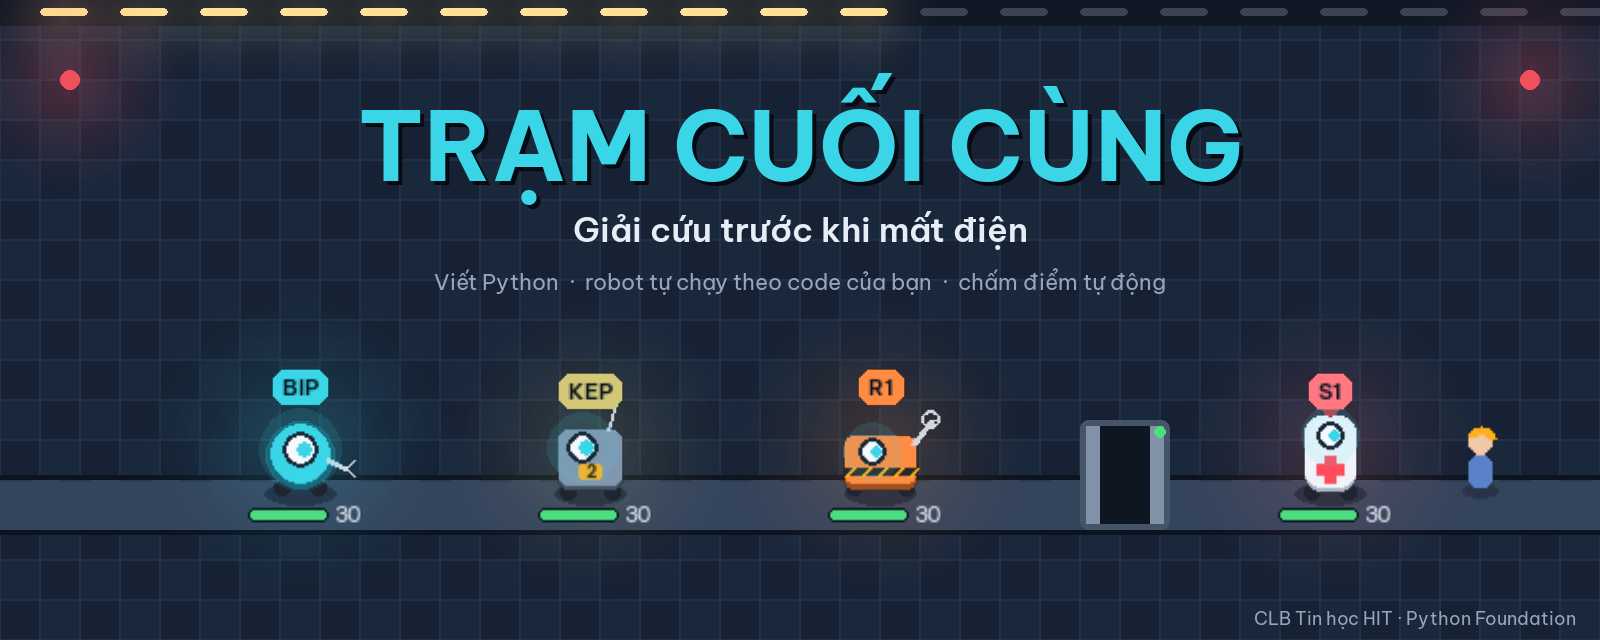 TRẠM CUỐI CÙNG
Giải cứu trước khi mất điện
Viết Python · robot tự chạy theo code của bạn · chấm điểm tự động
BIP
KEP
R1
S1
2
30
30
30
30
CLB Tin học HIT · Python Foundation